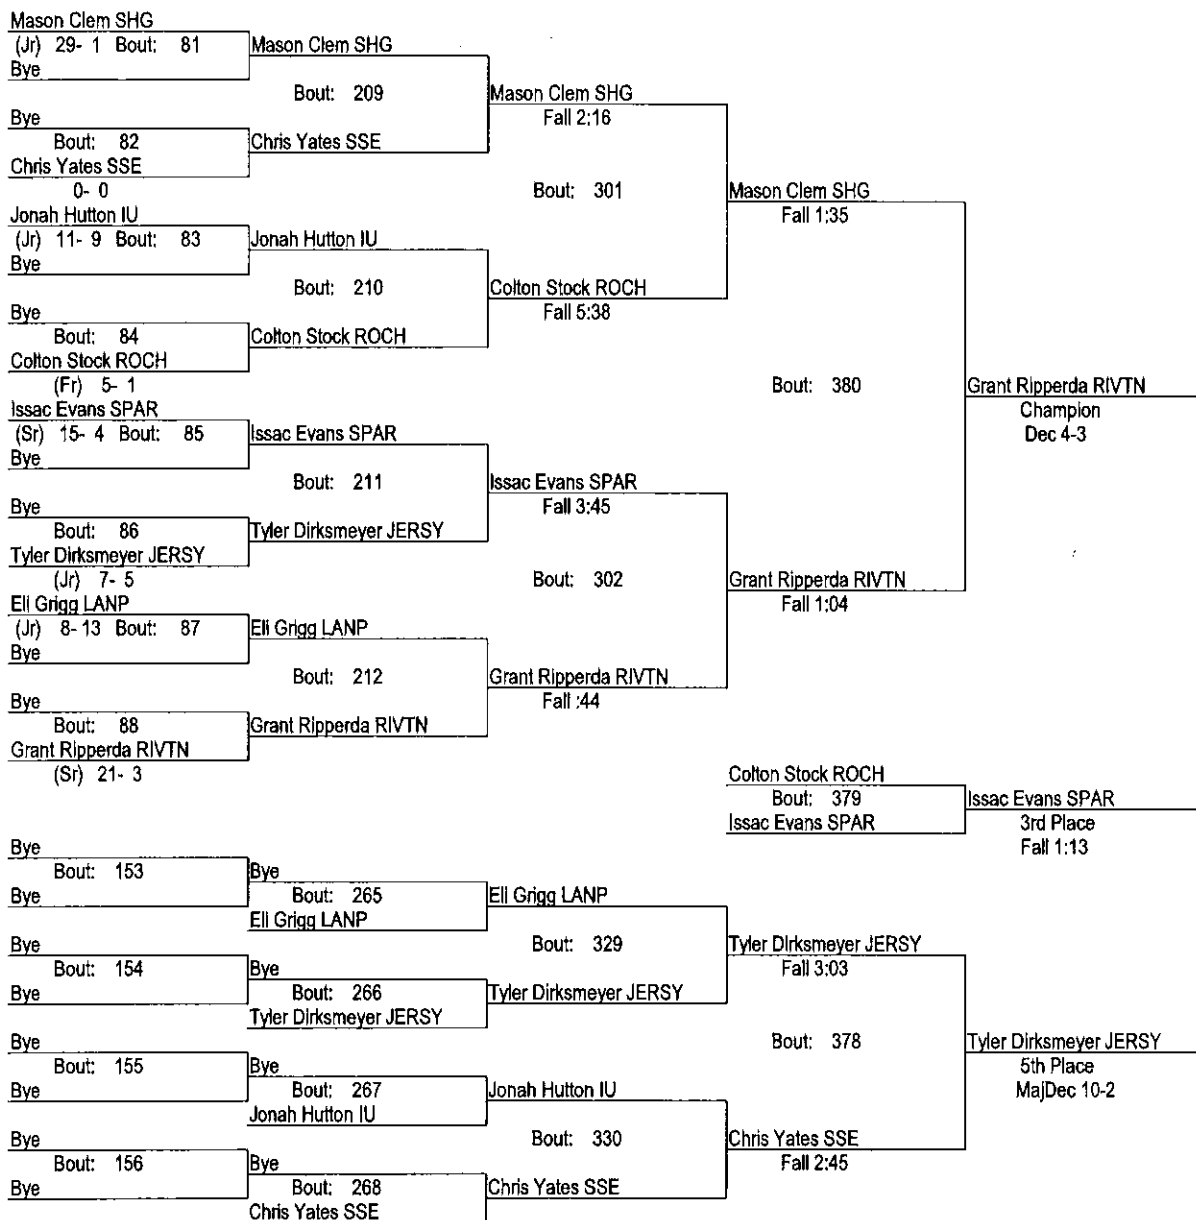 Mason Clem SHG
(Jr) 29- 1 Bout: 81
Bye
Mason Clem SHG
Bout: 209
Bye
Bout: 82
Chris Yates SSE
0- 0
Chris Yates SSE
Mason Clem SHG
Fall 2:16
Bout: 301
Jonah Hutton IU
(Jr) 11- 9 Bout: 83
Bye
Jonah Hutton IU
Bout: 210
Bye
Bout: 84
Colton Stock ROCH
(Fr) 5- 1
Colton Stock ROCH
Colton Stock ROCH
Fall 5:38
Mason Clem SHG
Fall 1:35
Bout: 380
Issac Evans SPAR
(Sr) 15- 4 Bout: 85
Bye
Issac Evans SPAR
Bout: 211
Bye
Bout: 86
Tyler Dirksmeyer JERSY
(Jr) 7- 5
Tyler Dirksmeyer JERSY
Issac Evans SPAR
Fall 3:45
Bout: 302
Eli Grigg LANP
(Jr) 8- 13 Bout: 87
Bye
Eli Grigg LANP
Bout: 212
Bye
Bout: 88
Grant Ripperda RIVTN
(Sr) 21- 3
Grant Ripperda RIVTN
Grant Ripperda RIVTN
Fall :44
Grant Ripperda RIVTN
Fall 1:04
Grant Ripperda RIVTN
Champion
Dec 4-3
Colton Stock ROCH
Bout: 379
Issac Evans SPAR
Issac Evans SPAR
3rd Place
Fall 1:13
Bye
Bout: 153
Bye
Bye
Bout: 265
Eli Grigg LANP
Eli Grigg LANP
Bout: 329
Bye
Bout: 154
Bye
Bye
Bout: 266
Tyler Dirksmeyer JERSY
Tyler Dirksmeyer JERSY
Tyler Dirksmeyer JERSY
Fall 3:03
Bout: 378
Bye
Bout: 155
Bye
Bye
Bout: 267
Jonah Hutton IU
Jonah Hutton IU
Bout: 330
Bye
Bout: 156
Bye
Bye
Bout: 268
Chris Yates SSE
Chris Yates SSE
Chris Yates SSE
Fall 2:45
Tyler Dirksmeyer JERSY
5th Place
MajDec 10-2